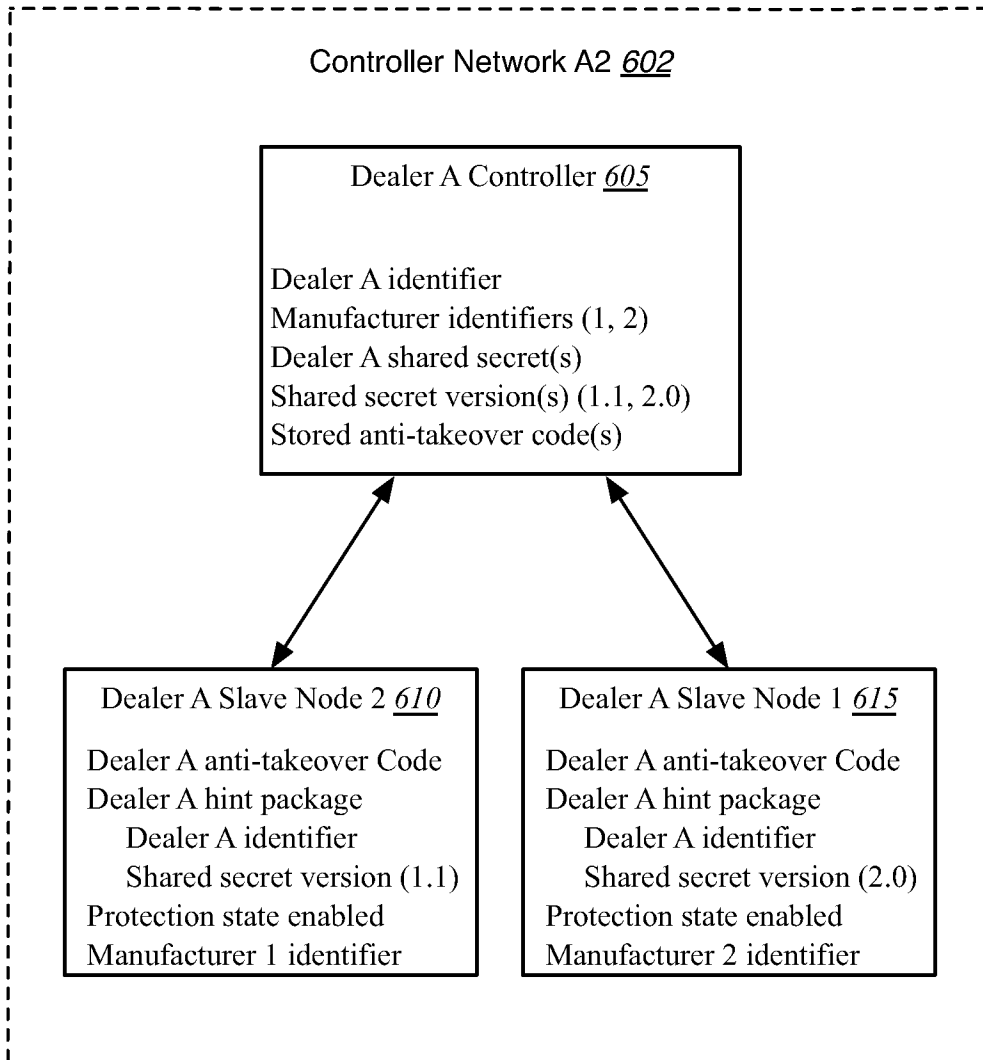 Controller Network A2 602
Dealer A Controller 605
Dealer A identifier
Manufacturer identifiers (1, 2)
Dealer A shared secret(s)
Shared secret version(s) (1.1, 2.0)
Stored anti-takeover code(s)
Dealer A Slave Node 2 610
Dealer A anti-takeover Code
Dealer A hint package
Dealer A identifier
Shared secret version (1.1)
Protection state enabled
Manufacturer 1 identifier
Dealer A Slave Node 1 615
Dealer A anti-takeover Code
Dealer A hint package
Dealer A identifier
Shared secret version (2.0)
Protection state enabled
Manufacturer 2 identifier